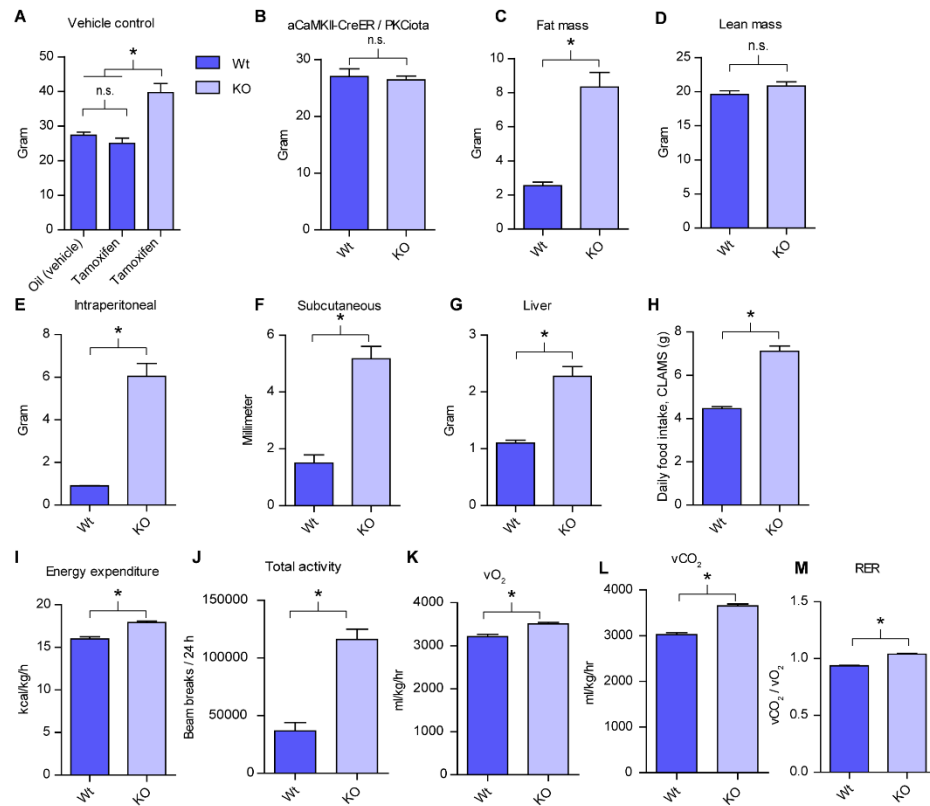 A Vehicle control
*
n.s.
Gram
50
40
30
20
10
0
Oil (vehicle)
Tamoxifen
Tamoxifen
Wt
KO
B aCaMKII-CreER / PKCiota
n.s.
Gram
30
20
10
0
Wt
KO
C Fat mass
*
Gram
10
8
6
4
2
0
Wt
KO
D Lean mass
n.s.
Gram
25
20
15
10
5
0
Wt
KO
E Intraperitoneal
*
Gram
8
6
4
2
0
Wt
KO
F Subcutaneous
*
Millimeter
6
4
2
0
Wt
KO
G Liver
*
Gram
3
2
1
0
Wt
KO
H
*
Daily food intake, CLAMS (g)
8
6
4
2
0
Wt
KO
I Energy expenditure
*
kcal/kg/h
20
15
10
5
0
Wt
KO
J Total activity
*
Beam breaks / 24 h
150000
100000
50000
0
Wt
KO
K vO₂
*
ml/kg/hr
4000
3000
2000
1000
0
Wt
KO
L vCO₂
*
ml/kg/hr
4000
3000
2000
1000
0
Wt
KO
M RER
*
vCO₂ / vO₂
1.5
1.0
0.5
0.0
Wt
KO